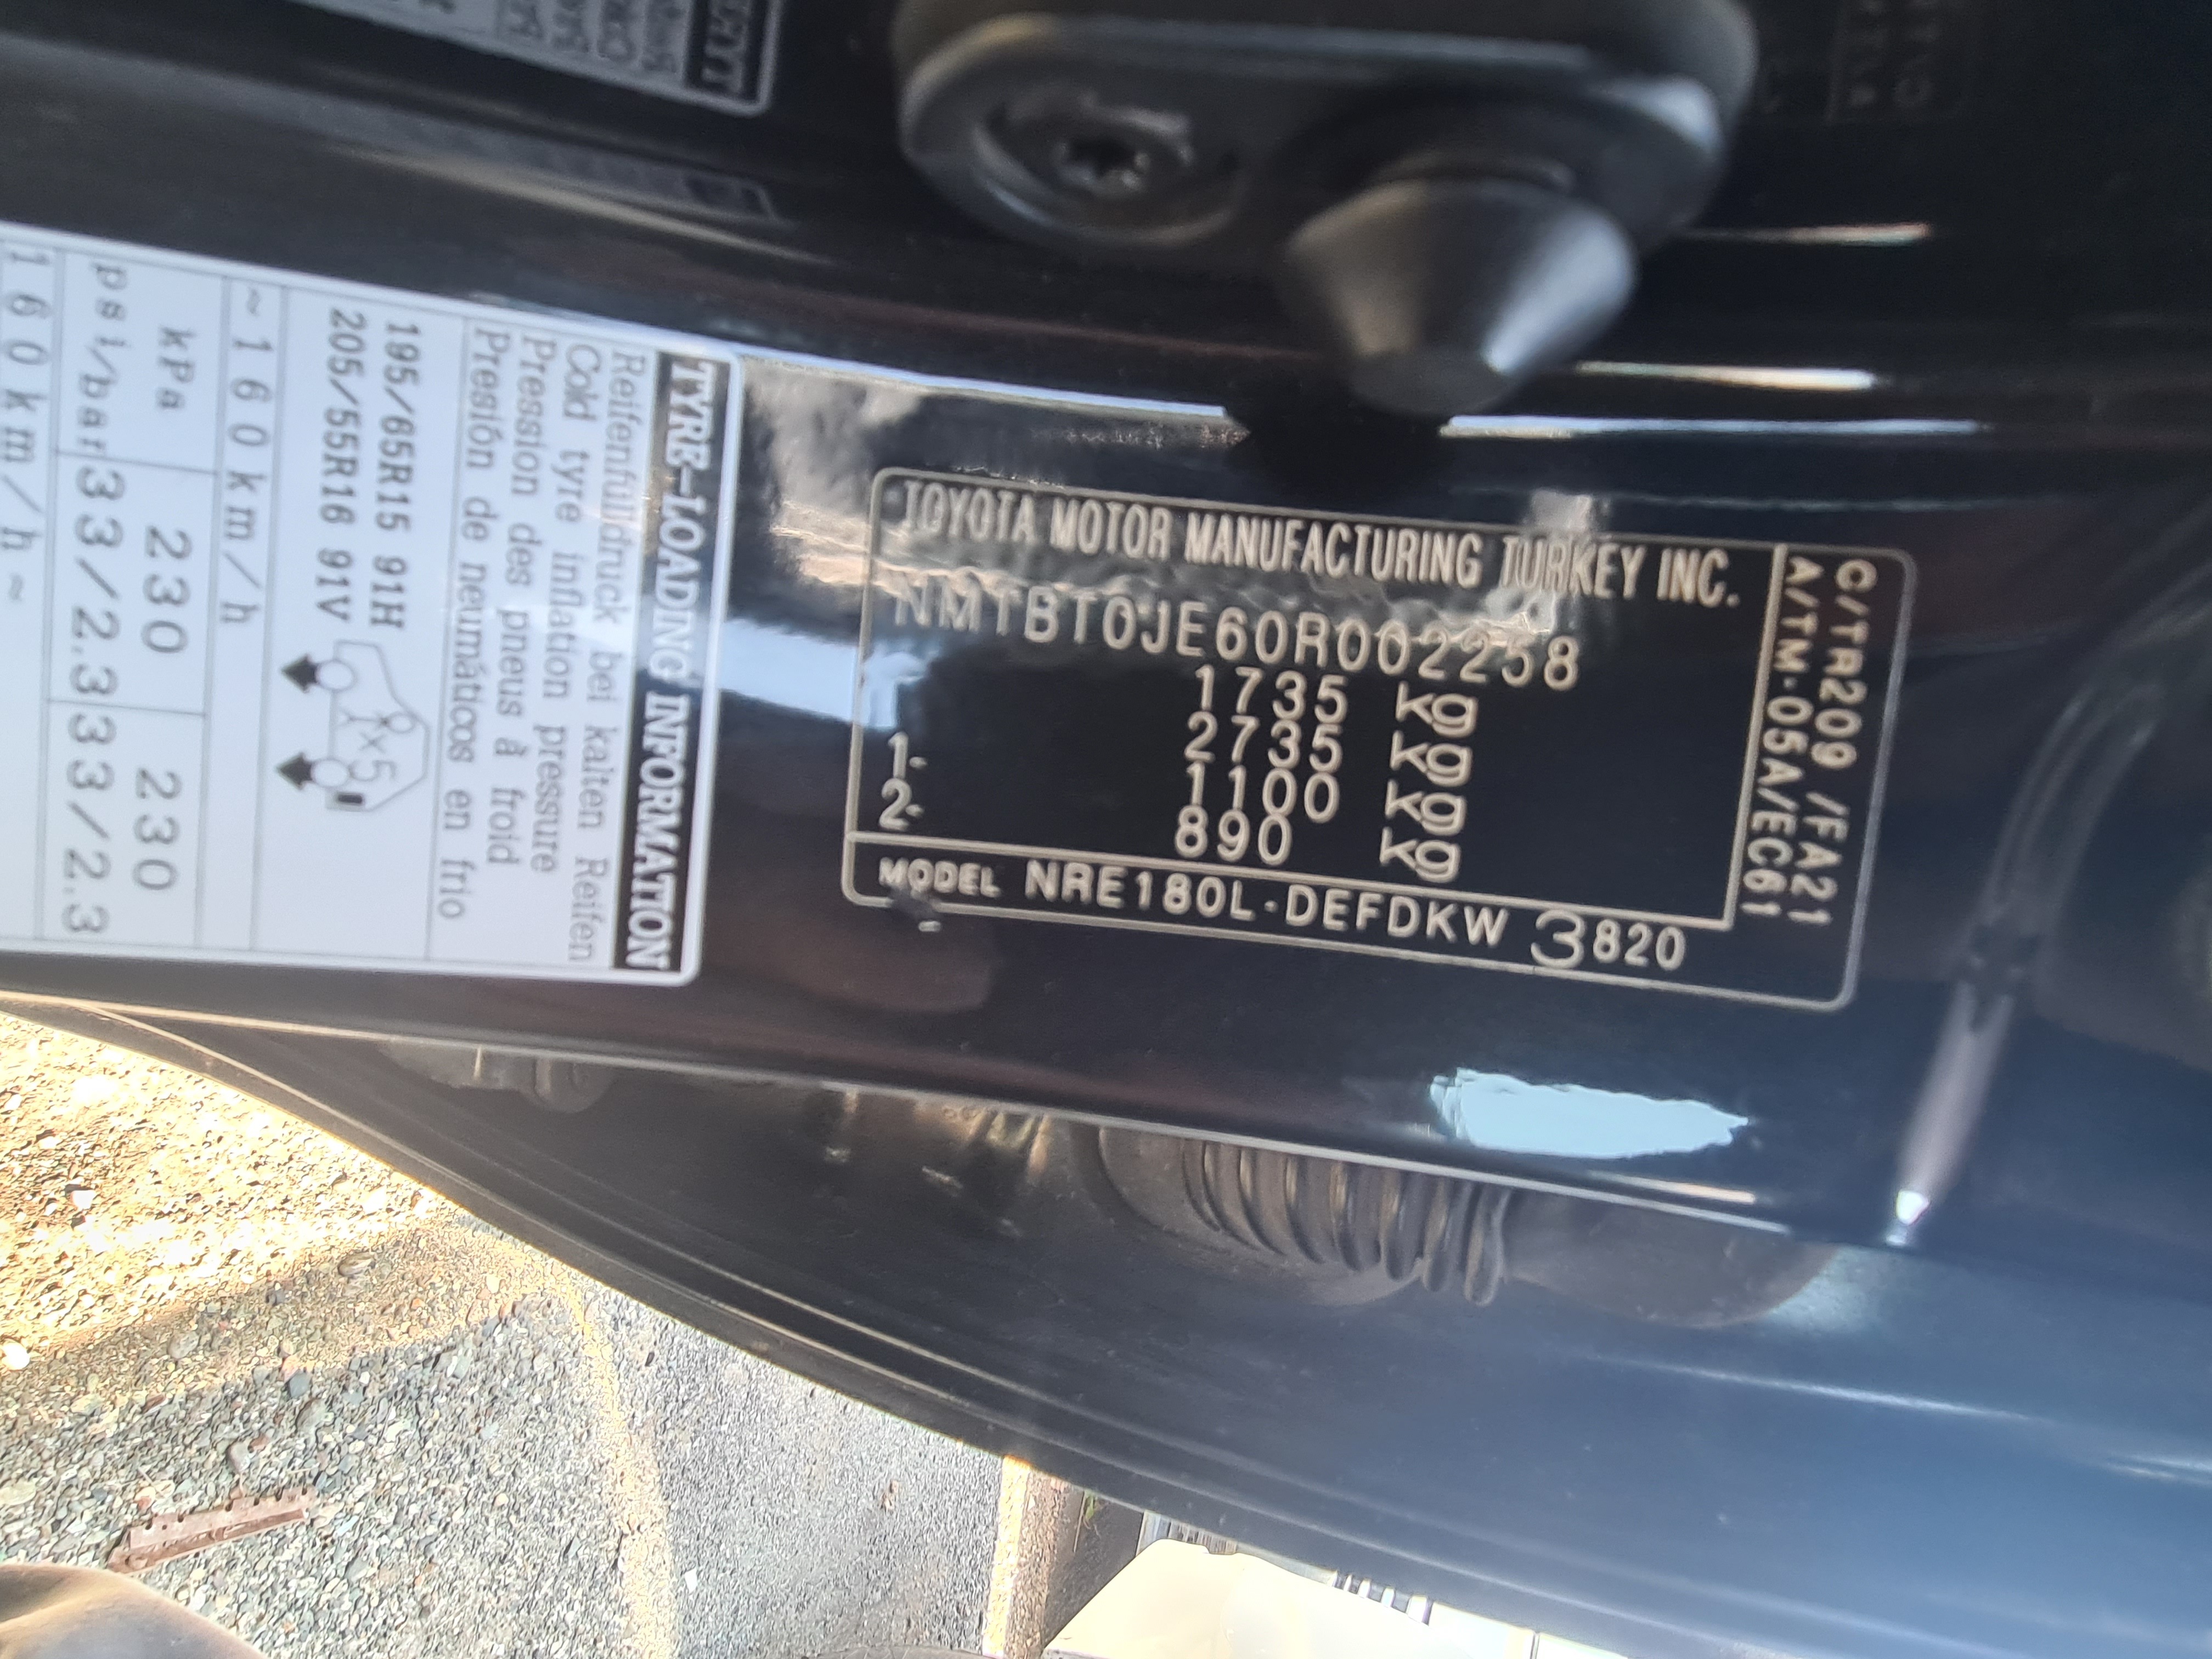 TOYOTA MOTOR MANUFACTURING TURKEY INC.
NMTBT0JE60R002258
1735 kg
2735 kg
1- 1100 kg
2- 890 kg
MODEL NRE180L-DEFDKW 3820
C/TR209 /FA21
A/TM-05A/EC61
TYRE-LOADING INFORMATION
Reifenfülldruck bei kalten Reifen
Cold tyre inflation pressure
Pression des pneus à froid
Presión de neumáticos en frio
195/65R15 91H
205/55R16 91V
1×5
~160km/h
kPa 230 230
psi/bar 33/2.3 33/2.3
160km/h~